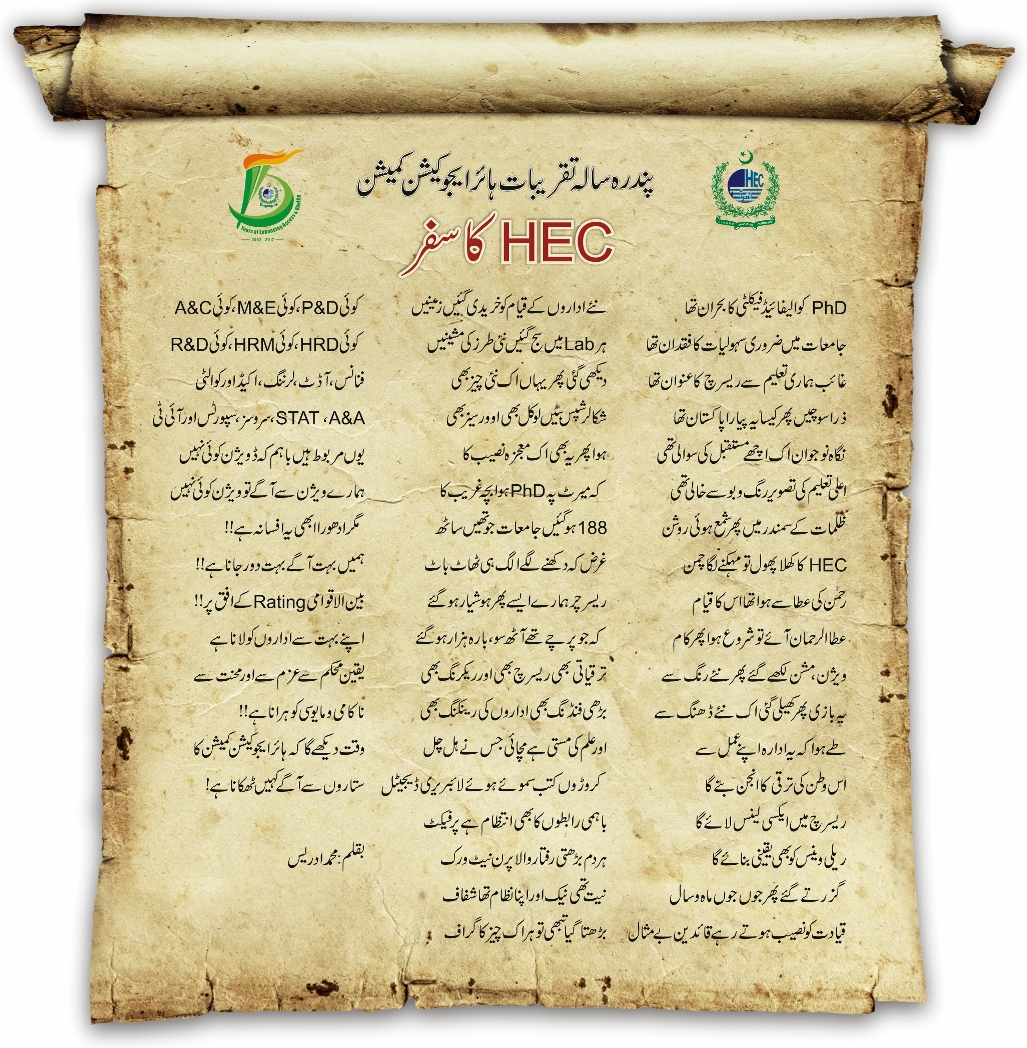 پندرہ سالہ تقریبات ہائر ایجوکیشن کمیشن
HEC کا سفر
PhD کوالیفائیڈ فیکلٹی کا بحران تھا
جامعات میں ضروری سہولیات کا فقدان تھا
غائب ہماری تعلیم سے ریسرچ کا عنوان تھا
ذرا سوچیں پھر کیسا یہ پیارا پاکستان تھا
نگاہ نوجوان اک اچھے مستقبل کی سوالی تھی
اعلیٰ تعلیم کی تصویر رنگ و بو سے خالی تھی
ظلمات کے سمندر میں پھر شمع ہوئی روشن
HEC کا کھلا پھول تو مہکنے لگا چمن
رحمٰن کی عطا سے ہوا تھا اس کا قیام
عطا الرحمان آئے تو شروع ہوا پھر کام
ویژن، مشن لکھے گئے پھر نئے رنگ سے
یہ بازی پھر کھیلی گئی اک نئے ڈھنگ سے
طے ہوا کہ یہ ادارہ اپنے عمل سے
اس وطن کی ترقی کا انجن بنے گا
ریسرچ میں ایکسی لینس لائے گا
ریلی وینس کو بھی یقینی بنائے گا
گزرتے گئے پھر جوں جوں ماہ و سال
قیادت کو نصیب ہوتے رہے قائدین بے مثال
نئے اداروں کے قیام کو خریدی گئیں زمینیں
ہر Lab میں سج گئیں نئی طرز کی مشینیں
دیکھی گئی پھر یہاں اک نئی چیز بھی
سکالرشپس بٹیں لوکل بھی اوورسیز بھی
ہوا پھر یہ بھی اک معجزہ نصیب کا
کہ میرٹ پہ PhD ہوا بچہ غریب کا
188 ہو گئیں جامعات جو تھیں ساٹھ
غرض کہ دکھنے لگے الگ ہی ٹھاٹ باٹ
ریسرچر ہمارے ایسے پھر ہوشیار ہو گئے
کہ جو پرچے تھے آٹھ سو، بارہ ہزار ہو گئے
ترقیاتی بھی ریسرچ بھی اور ریکرنگ بھی
بڑھی فنڈنگ بھی اداروں کی رینکنگ بھی
اور علم کی مستی ہے مچائی جس نے ہل چل
کروڑوں کتب سموئے ہوئے لائبریری ڈیجیٹل
باہمی رابطوں کا بھی انتظام ہے پرفیکٹ
ہر دم بڑھتی رفتار والا پرن نیٹ ورک
نیت تھی نیک اور اپنا نظام تھا شفاف
بڑھتا گیا تبھی تو ہر اک چیز کا گراف
کوئی P&D، کوئی M&E، کوئی A&C
کوئی HRD، کوئی HRM، کوئی R&D
فنانس، آڈٹ، لرننگ، اکیڈ اور کوالٹی
STAT ،A&A، سروسز، سپورٹس اور آئی ٹی
یوں مربوط ہیں باہم کہ ڈویژن کوئی نہیں
ہمارے ویژن سے آگے تو ویژن کوئی نہیں
مگر ادھورا ابھی یہ افسانہ ہے!!
ہمیں بہت آگے بہت دور جانا ہے!!
بین الاقوامی Rating کے افق پر!!
اپنے بہت سے اداروں کو لانا ہے
یقین محکم سے عزم سے اور محنت سے
ناکامی و مایوسی کو ہرانا ہے!!
وقت دیکھے گا کہ ہائر ایجوکیشن کمیشن کا
ستاروں سے آگے کہیں ٹھکانا ہے!
بقلم: محمد ادریس
HEC
Years of Enhancing Access & Quality
2002 - 2017